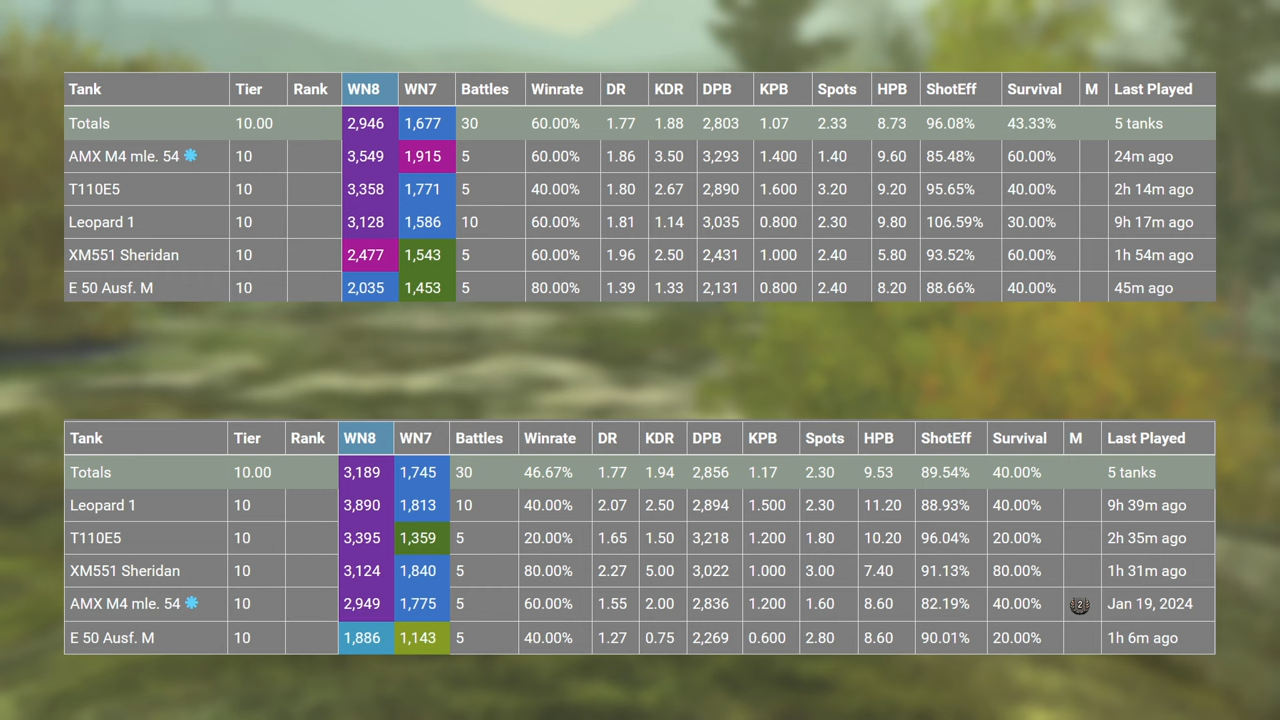 Tank Tier Rank WN8 WN7 Battles Winrate DR KDR DPB KPB Spots HPB ShotEff Survival M Last Played
Totals 10.00 2,946 1,677 30 60.00% 1.77 1.88 2,803 1.07 2.33 8.73 96.08% 43.33% 5 tanks
AMX M4 mle. 54 10 3,549 1,915 5 60.00% 1.86 3.50 3,293 1.400 1.40 9.60 85.48% 60.00% 24m ago
T110E5 10 3,358 1,771 5 40.00% 1.80 2.67 2,890 1.600 3.20 9.20 95.65% 40.00% 2h 14m ago
Leopard 1 10 3,128 1,586 10 60.00% 1.81 1.14 3,035 0.800 2.30 9.80 106.59% 30.00% 9h 17m ago
XM551 Sheridan 10 2,477 1,543 5 60.00% 1.96 2.50 2,431 1.000 2.40 5.80 93.52% 60.00% 1h 54m ago
E 50 Ausf. M 10 2,035 1,453 5 80.00% 1.39 1.33 2,131 0.800 2.40 8.20 88.66% 40.00% 45m ago
Tank Tier Rank WN8 WN7 Battles Winrate DR KDR DPB KPB Spots HPB ShotEff Survival M Last Played
Totals 10.00 3,189 1,745 30 46.67% 1.77 1.94 2,856 1.17 2.30 9.53 89.54% 40.00% 5 tanks
Leopard 1 10 3,890 1,813 10 40.00% 2.07 2.50 2,894 1.500 2.30 11.20 88.93% 40.00% 9h 39m ago
T110E5 10 3,395 1,359 5 20.00% 1.65 1.50 3,218 1.200 1.80 10.20 96.04% 20.00% 2h 35m ago
XM551 Sheridan 10 3,124 1,840 5 80.00% 2.27 5.00 3,022 1.000 3.00 7.40 91.13% 80.00% 1h 31m ago
AMX M4 mle. 54 10 2,949 1,775 5 60.00% 1.55 2.00 2,836 1.200 1.60 8.60 82.19% 40.00% 2 Jan 19, 2024
E 50 Ausf. M 10 1,886 1,143 5 40.00% 1.27 0.75 2,269 0.600 2.80 8.60 90.01% 20.00% 1h 6m ago